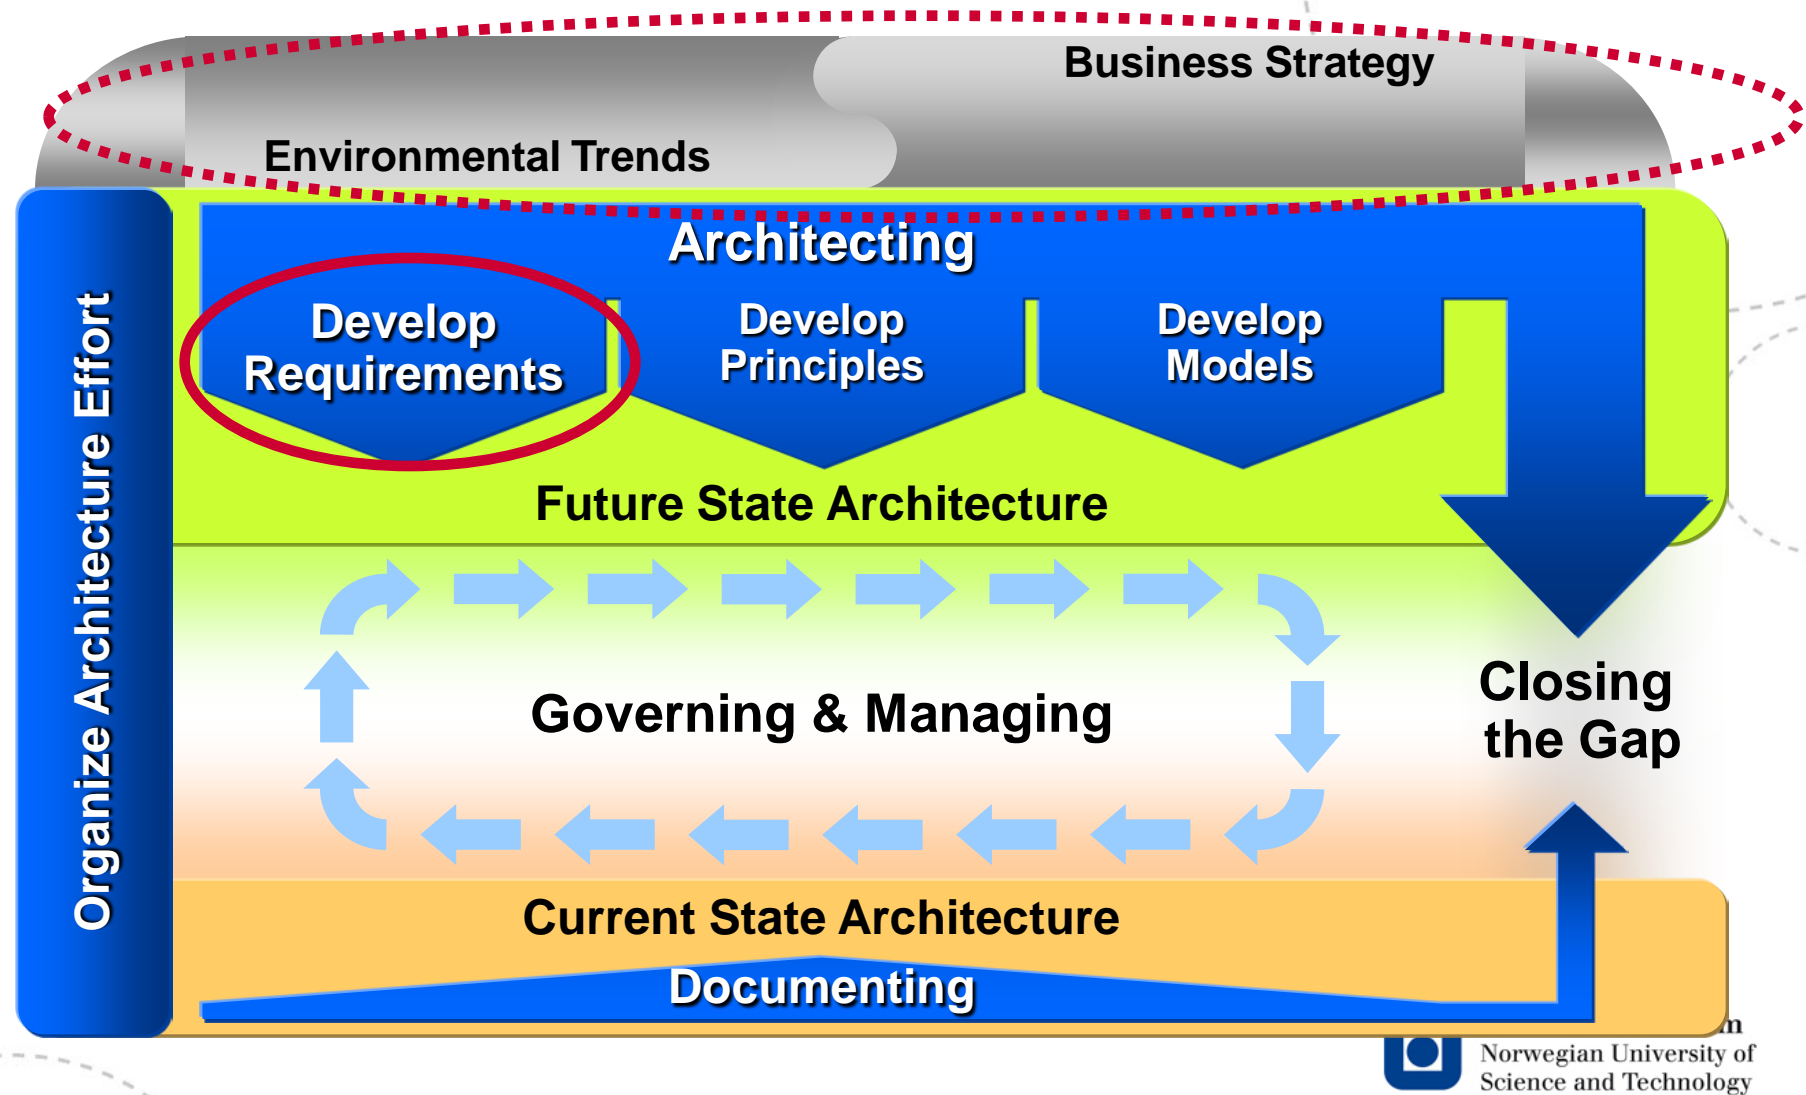 Business Strategy
Environmental Trends
Organize Architecture Effort
Architecting
Develop
Requirements
Develop
Principles
Develop
Models
Future State Architecture
Governing & Managing
Closing
the Gap
Current State Architecture
Documenting
Norwegian University of
Science and Technology